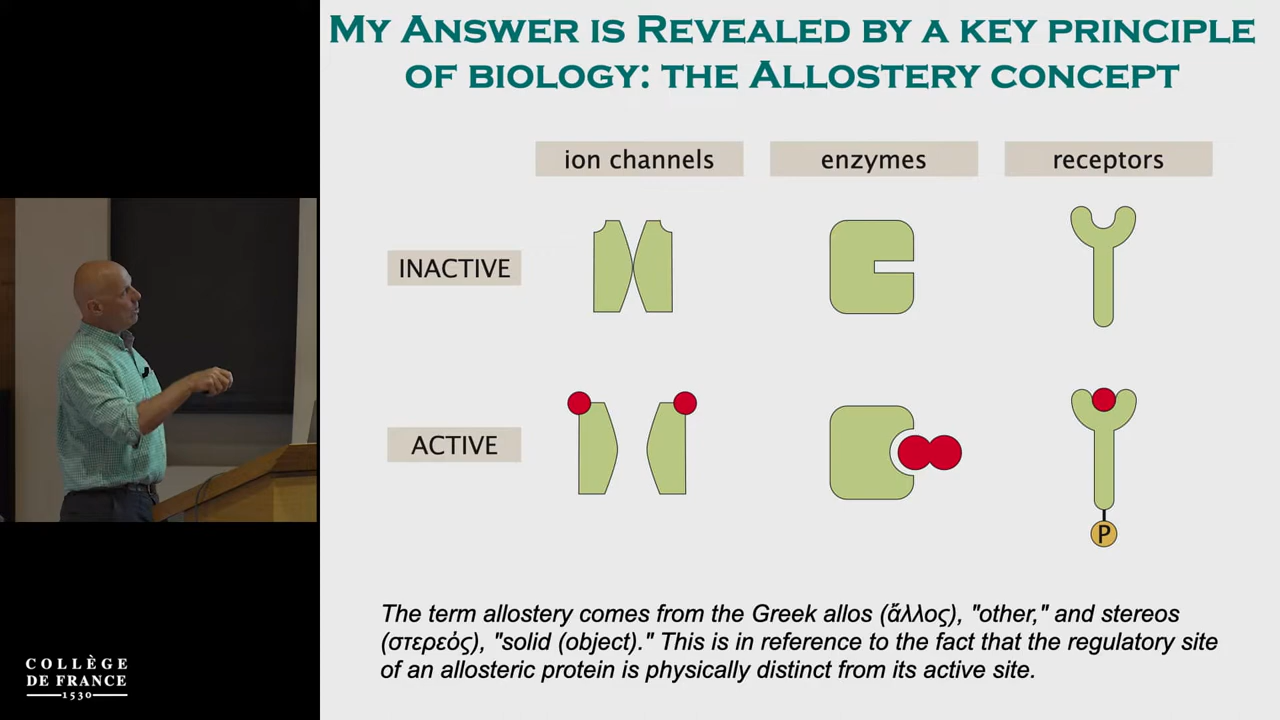 MY ANSWER IS REVEALED BY A KEY PRINCIPLE
OF BIOLOGY: THE ALLOSTERY CONCEPT
ion channels
enzymes
receptors
INACTIVE
ACTIVE
P
The term allostery comes from the Greek allos (ἄλλος), "other," and stereos
(στερεός), "solid (object)." This is in reference to the fact that the regulatory site
of an allosteric protein is physically distinct from its active site.
COLLÈGE
DE FRANCE
1530